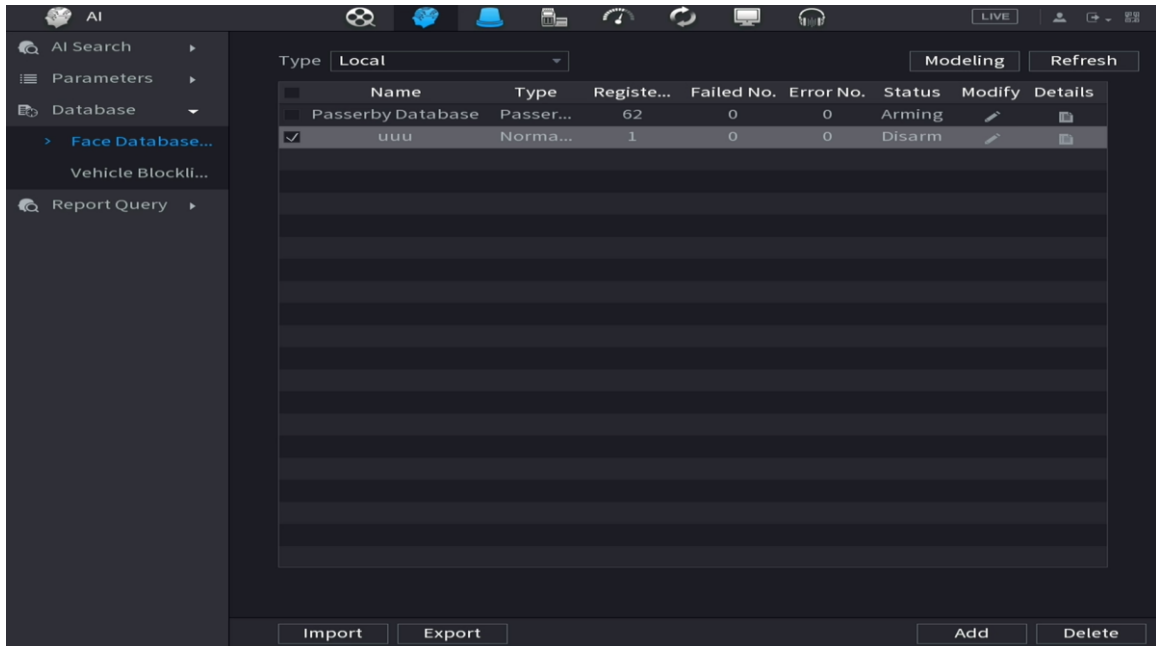 AI LIVE
AI Search
Parameters
Database
> Face Database...
Vehicle Blockli...
Report Query
Type Local Modeling Refresh
Name Type Registe... Failed No. Error No. Status Modify Details
Passerby Database Passer... 62 0 0 Arming
uuu Norma... 1 0 0 Disarm
Import Export Add Delete